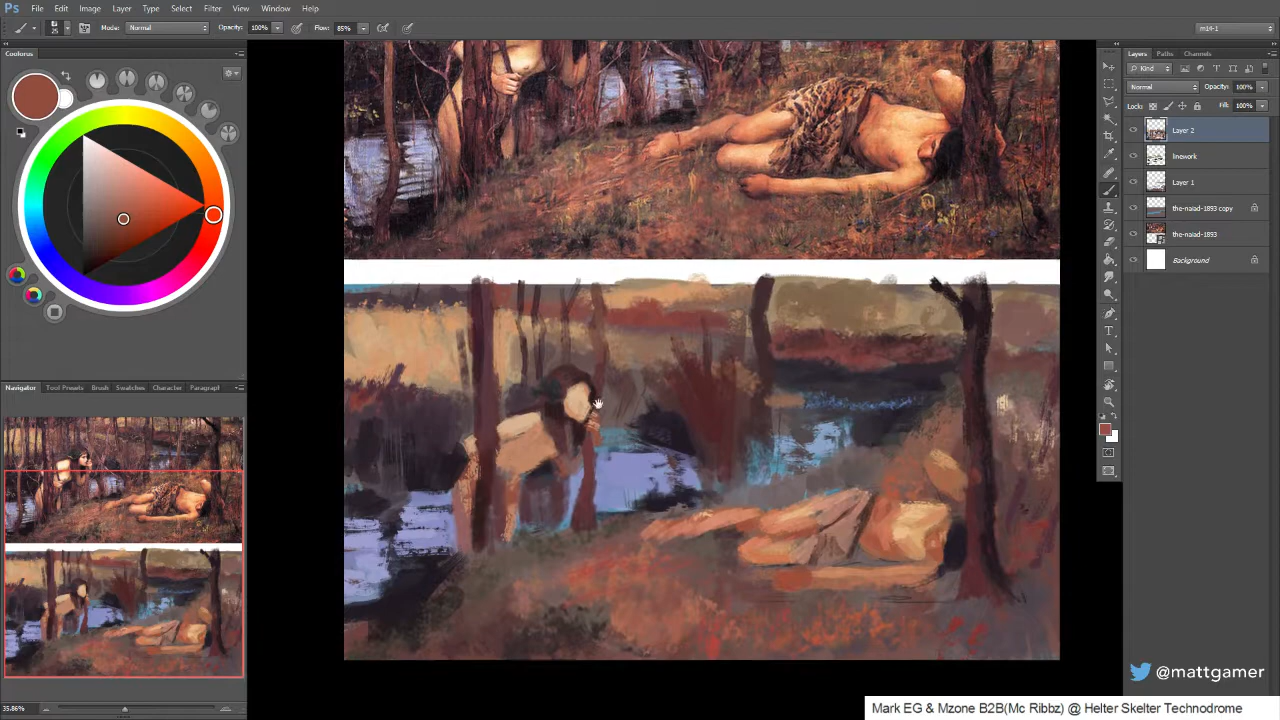 Ps File Edit Image Layer Type Select Filter View Window Help
25 Mode: Normal Opacity: 100% Flow: 85% m14-1
Coolorus
Navigator Tool Presets Brush Swatches Character Paragraph
35.86%
Layers Paths Channels
Kind
Normal Opacity: 100%
Lock: Fill: 100%
Layer 2
linework
Layer 1
the-naiad-1893 copy
the-naiad-1893
Background
@mattgamer
Mark EG & Mzone B2B(Mc Ribbz) @ Helter Skelter Technodrome